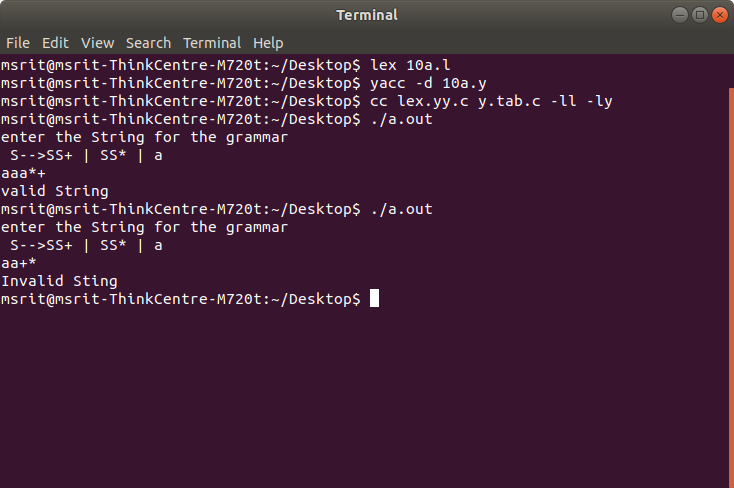 Terminal
File Edit View Search Terminal Help
msrit@msrit-ThinkCentre-M720t:~/Desktop$ lex 10a.l
msrit@msrit-ThinkCentre-M720t:~/Desktop$ yacc -d 10a.y
msrit@msrit-ThinkCentre-M720t:~/Desktop$ cc lex.yy.c y.tab.c -ll -ly
msrit@msrit-ThinkCentre-M720t:~/Desktop$ ./a.out
enter the String for the grammar
 S-->SS+ | SS* | a
aaa*+
valid String
msrit@msrit-ThinkCentre-M720t:~/Desktop$ ./a.out
enter the String for the grammar
 S-->SS+ | SS* | a
aa+*
Invalid Sting
msrit@msrit-ThinkCentre-M720t:~/Desktop$